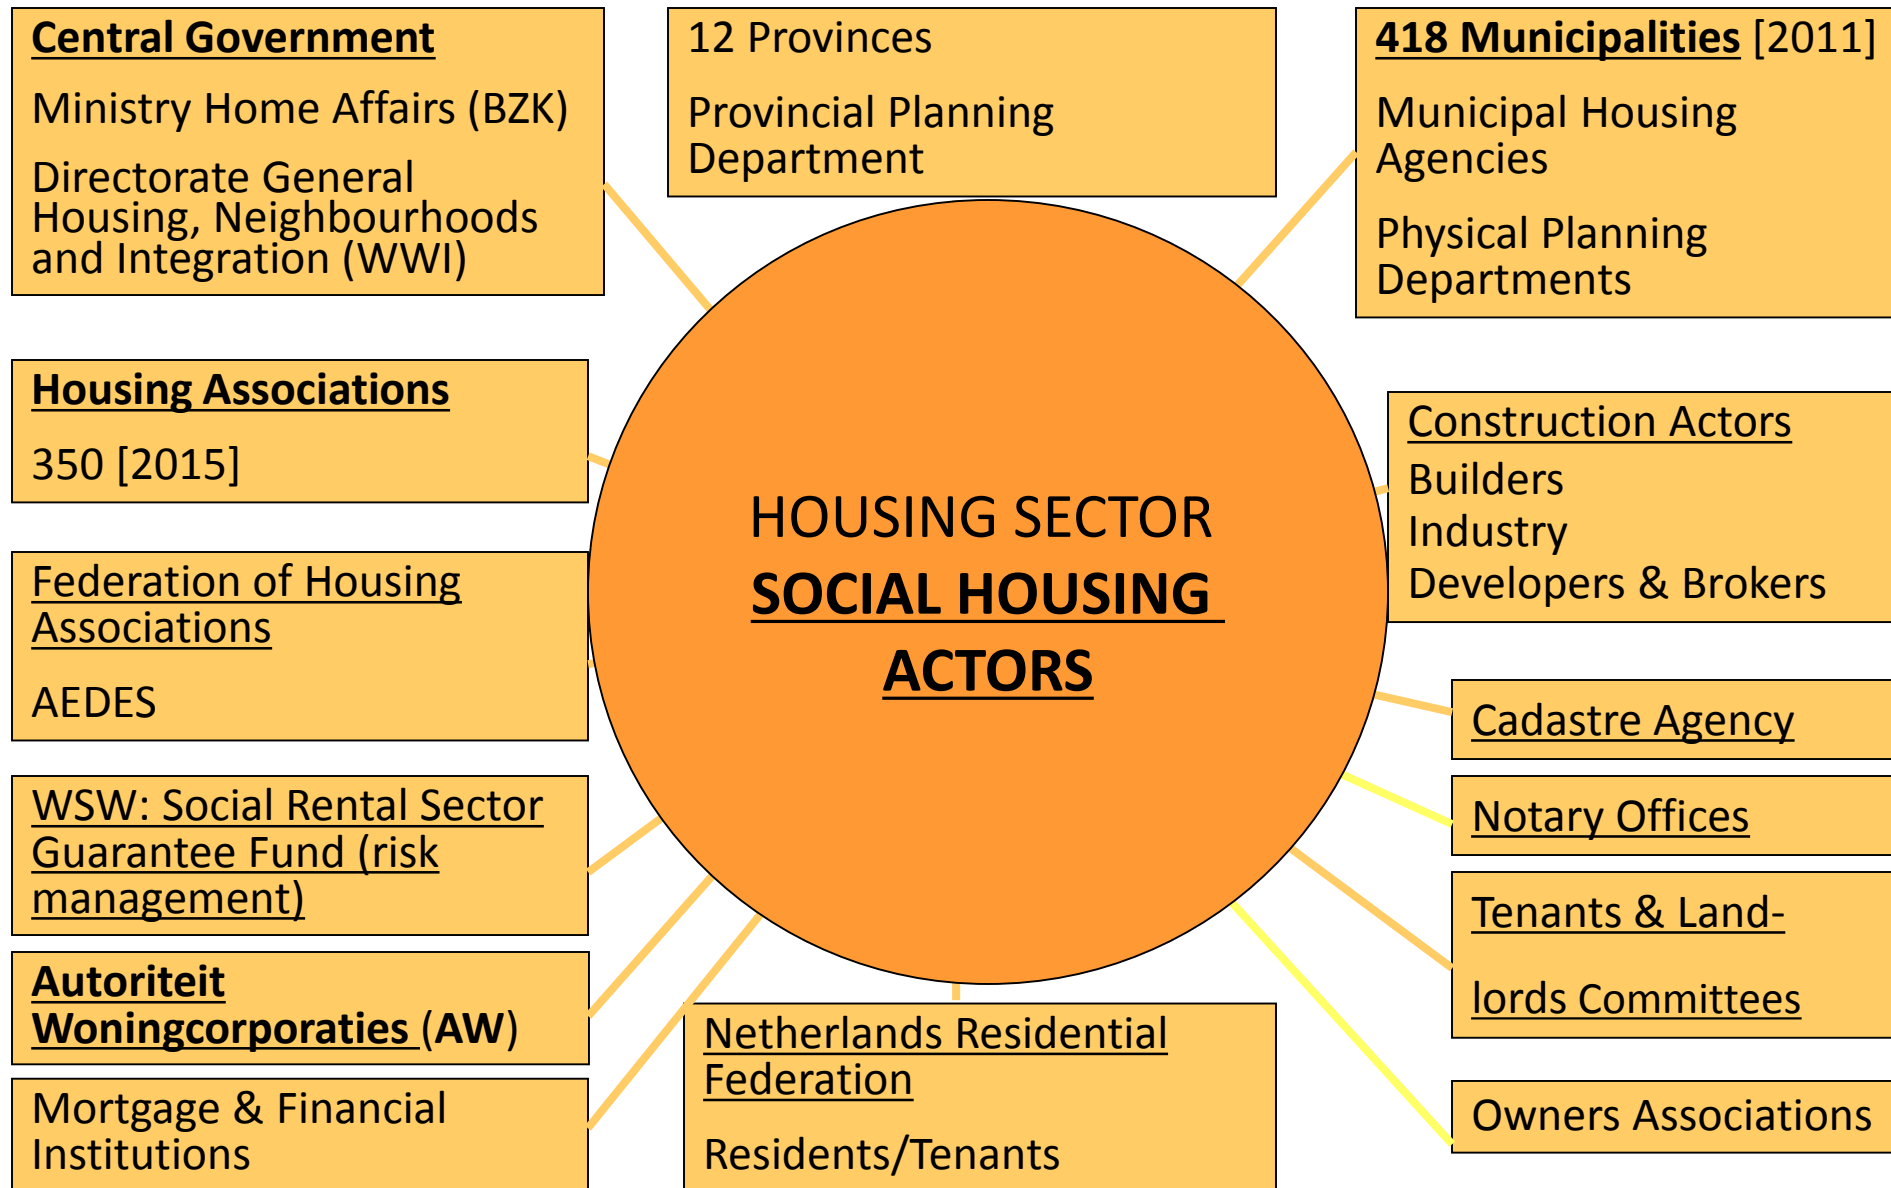 Central Government
Ministry Home Affairs (BZK)
Directorate General
Housing, Neighbourhoods
and Integration (WWI)
12 Provinces
Provincial Planning
Department
418 Municipalities [2011]
Municipal Housing
Agencies
Physical Planning
Departments
Housing Associations
350 [2015]
Federation of Housing
Associations
AEDES
WSW: Social Rental Sector
Guarantee Fund (risk
management)
Autoriteit
Woningcorporaties (AW)
Mortgage & Financial
Institutions
HOUSING SECTOR
SOCIAL HOUSING
ACTORS
Netherlands Residential
Federation
Residents/Tenants
Construction Actors
Builders
Industry
Developers & Brokers
Cadastre Agency
Notary Offices
Tenants & Land-
lords Committees
Owners Associations